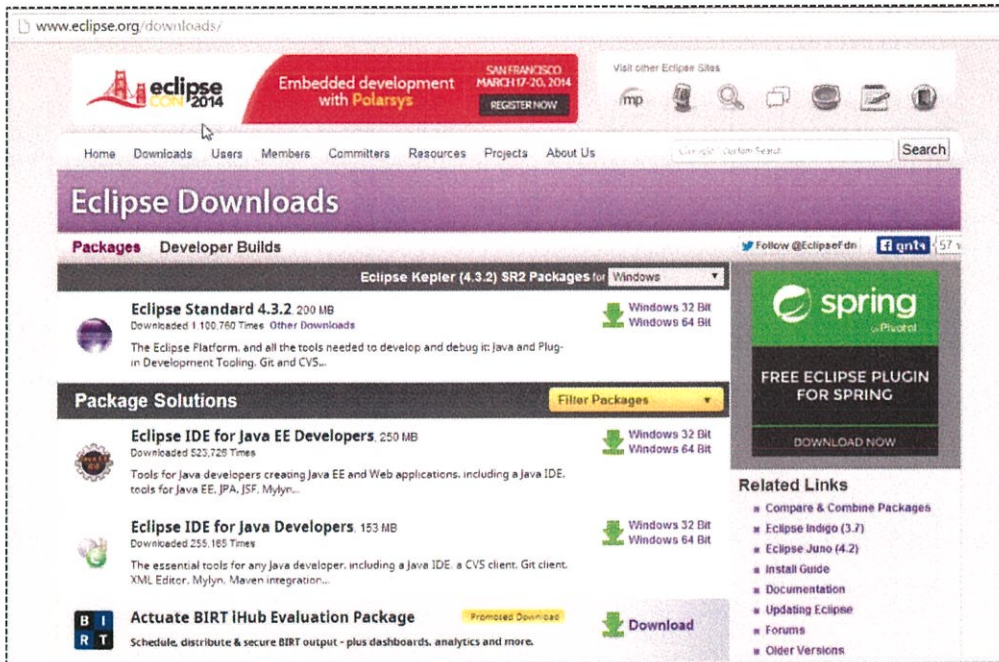 www.eclipse.org/downloads/
eclipse
CON 2014
Embedded development
with Polarsys
SAN FRANCISCO
MARCH 17-20, 2014
REGISTER NOW
Visit other Eclipse Sites
mp
Home Downloads Users Members Committers Resources Projects About Us
Custom Search
Search
Eclipse Downloads
Packages Developer Builds
Follow @EclipseFdn
57
Eclipse Kepler (4.3.2) SR2 Packages for Windows
Eclipse Standard 4.3.2, 200 MB
Downloaded 1,100,760 Times Other Downloads
The Eclipse Platform, and all the tools needed to develop and debug it: Java and Plug-
in Development Tooling, Git and CVS...
Windows 32 Bit
Windows 64 Bit
Package Solutions
Filter Packages
Eclipse IDE for Java EE Developers, 250 MB
Downloaded 523,726 Times
Tools for Java developers creating Java EE and Web applications, including a Java IDE,
tools for Java EE, JPA, JSF, Mylyn...
Windows 32 Bit
Windows 64 Bit
Eclipse IDE for Java Developers, 153 MB
Downloaded 255,165 Times
The essential tools for any Java developer, including a Java IDE, a CVS client, Git client,
XML Editor, Mylyn, Maven integration...
Windows 32 Bit
Windows 64 Bit
B I
R T
Actuate BIRT iHub Evaluation Package
Promoted Download
Schedule, distribute & secure BIRT output - plus dashboards, analytics and more.
Download
spring
by Pivotal
FREE ECLIPSE PLUGIN
FOR SPRING
DOWNLOAD NOW
Related Links
Compare & Combine Packages
Eclipse Indigo (3.7)
Eclipse Juno (4.2)
Install Guide
Documentation
Updating Eclipse
Forums
Older Versions